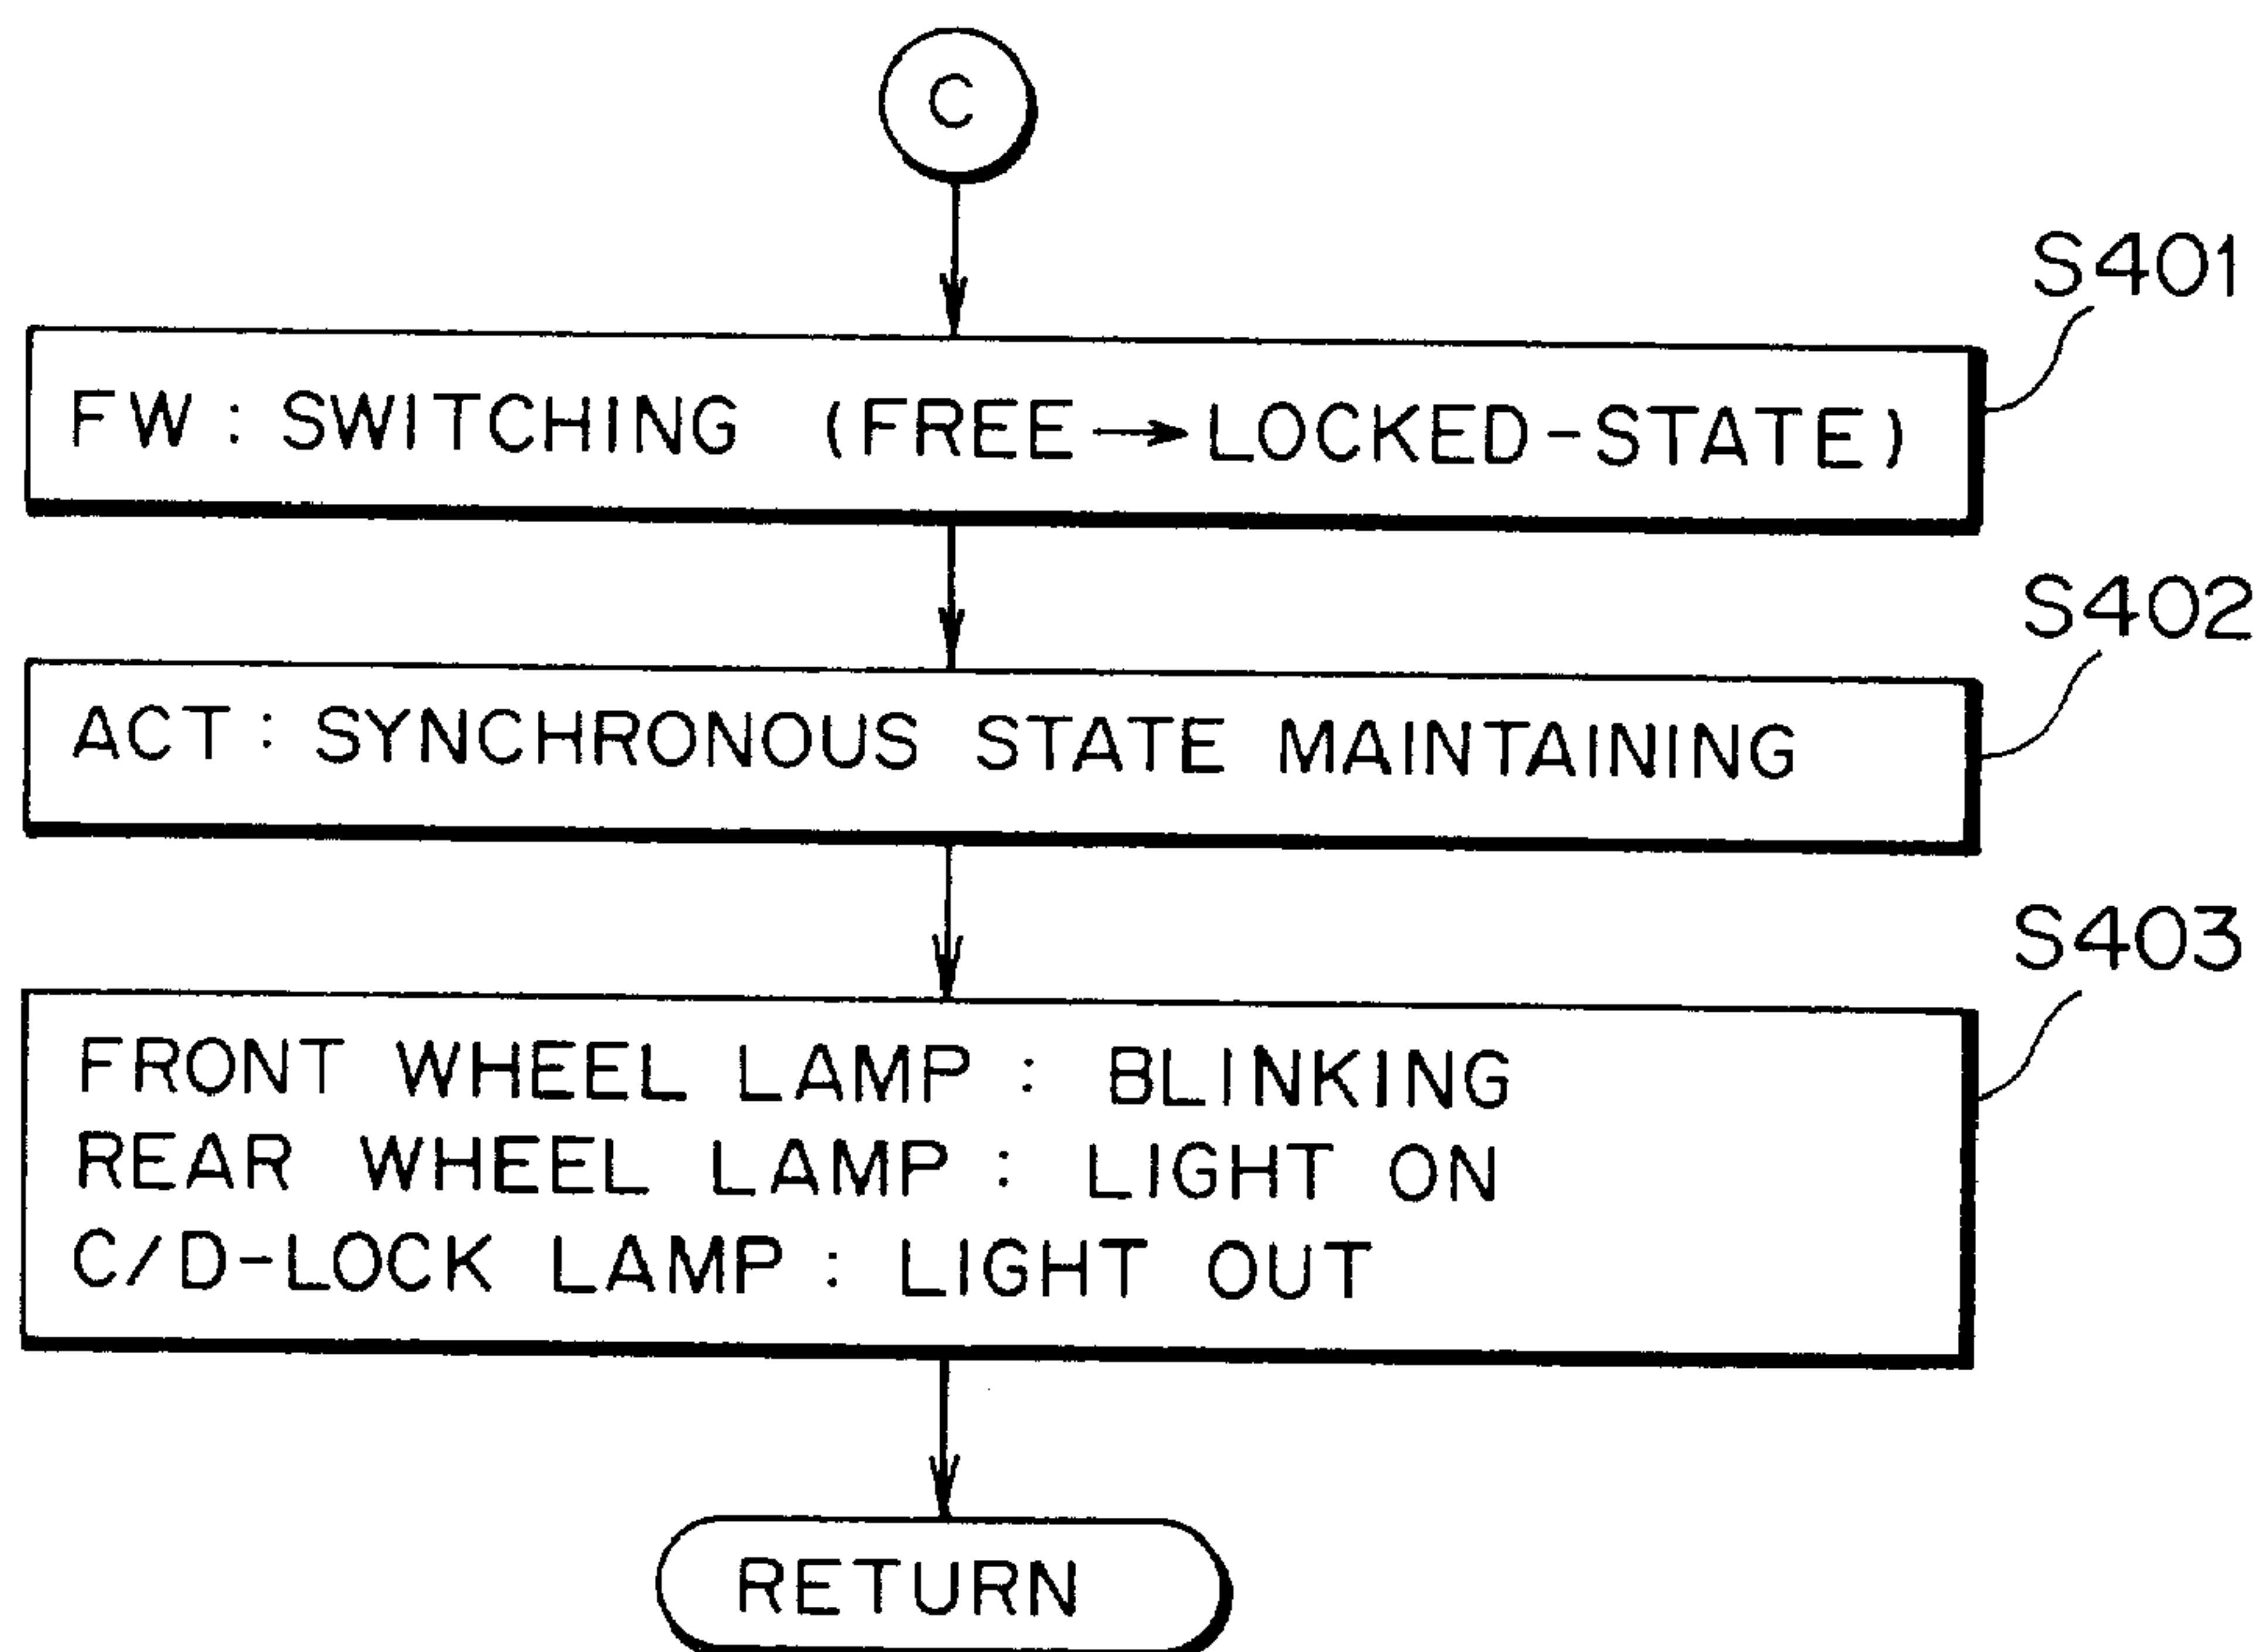 C
S401
FW : SWITCHING (FREE→LOCKED-STATE)
S402
ACT : SYNCHRONOUS STATE MAINTAINING
S403
FRONT WHEEL LAMP : BLINKING
REAR WHEEL LAMP : LIGHT ON
C/D-LOCK LAMP : LIGHT OUT
RETURN